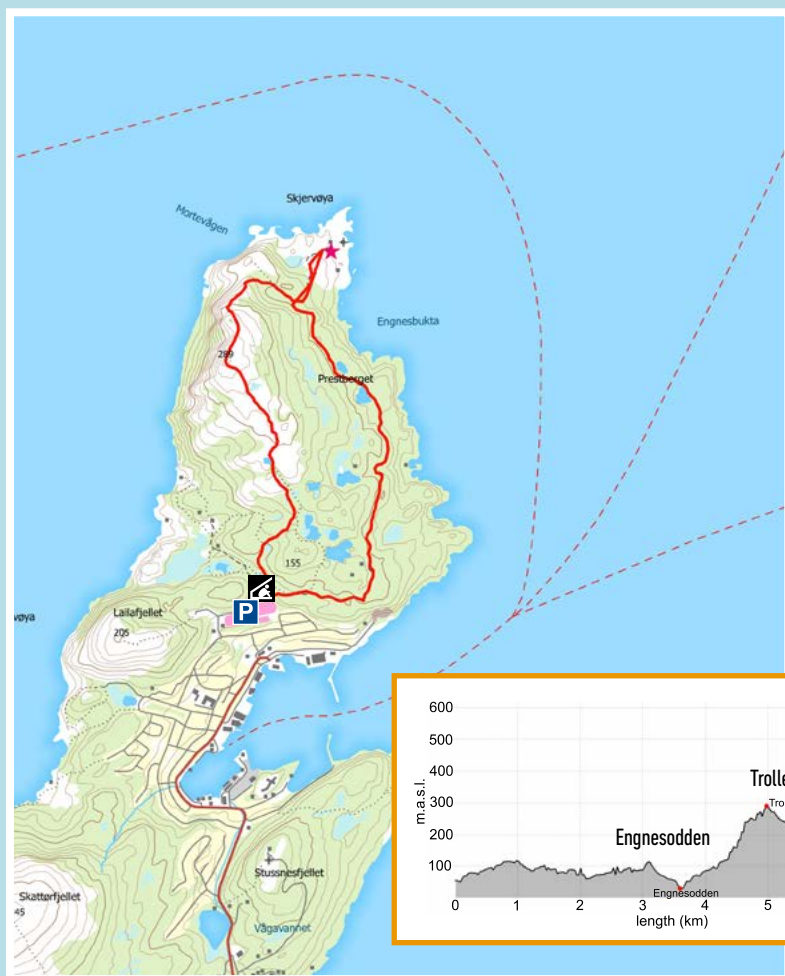 Skjervøya
Mortevågen
Engnesbukta
289
Prestberget
155
P
Lailafjellet
205
vøya
Stussnesfjellet
Skattørfjellet
45
Vågavannet
600
500
400
300
200
100
m.a.s.l.
Trolle
Tro
Engnesodden
Engnesodden
0 1 2 3 4 5
length (km)